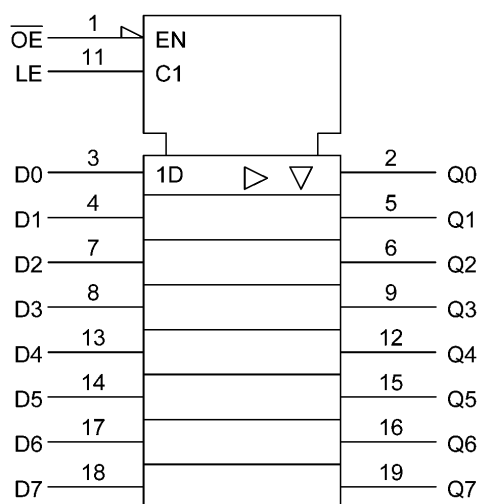 O̅E̅ 1 EN
LE 11 C1
D0 3 1D 2 Q0
D1 4 5 Q1
D2 7 6 Q2
D3 8 9 Q3
D4 13 12 Q4
D5 14 15 Q5
D6 17 16 Q6
D7 18 19 Q7